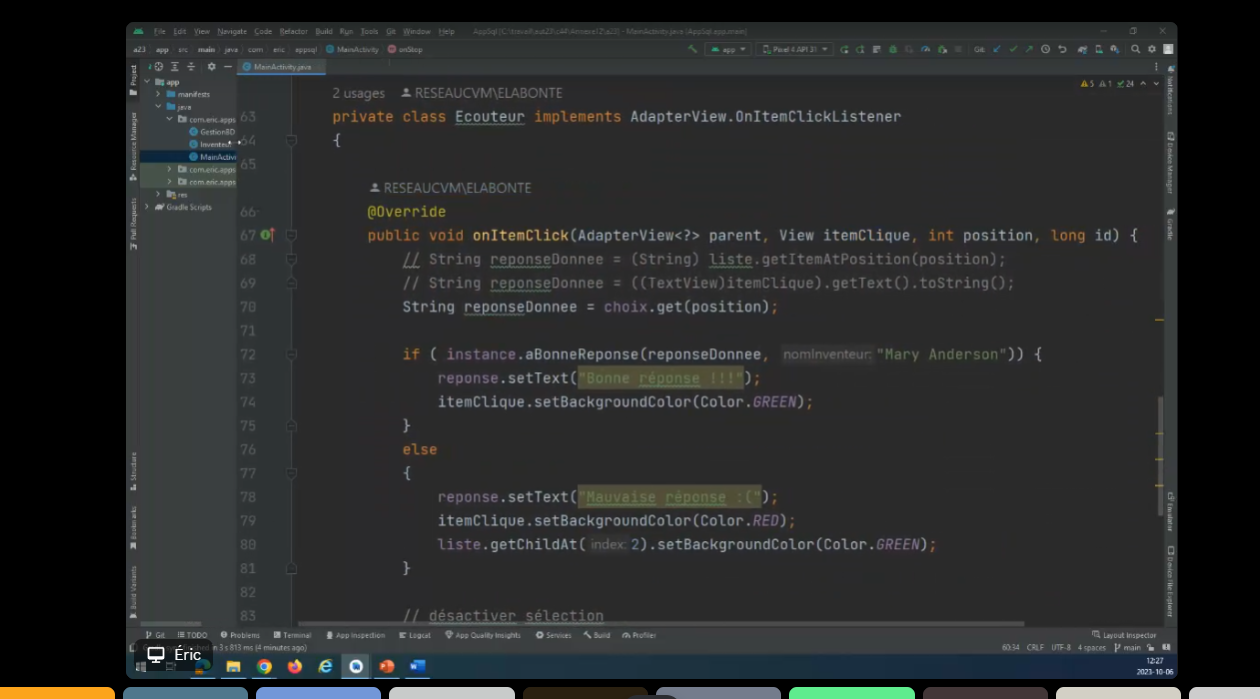 File Edit View Navigate Code Refactor Build Run Tools Git Window Help
a23 app src main java com eric appsql MainActivity onStop
app Pixel 4 API 31 Git:
MainActivity.java
Project
Resource Manager
Pull Requests
Structure
Bookmarks
Build Variants
app
manifests
java
com.eric.apps
GestionBD
Inventeur
MainActivi
com.eric.apps
com.eric.apps
res
Gradle Scripts
5 1 24
2 usages RESEAUCVM\ELABONTE
63 private class Ecouteur implements AdapterView.OnItemClickListener
64 {
65
RESEAUCVM\ELABONTE
66 @Override
67 public void onItemClick(AdapterView<?> parent, View itemClique, int position, long id) {
68 // String reponseDonnee = (String) liste.getItemAtPosition(position);
69 // String reponseDonnee = ((TextView)itemClique).getText().toString();
70 String reponseDonnee = choix.get(position);
71
72 if ( instance.aBonneReponse(reponseDonnee, nomInventeur: "Mary Anderson")) {
73 reponse.setText("Bonne réponse !!!");
74 itemClique.setBackgroundColor(Color.GREEN);
75 }
76 else
77 {
78 reponse.setText("Mauvaise réponse :(");
79 itemClique.setBackgroundColor(Color.RED);
80 liste.getChildAt( index: 2).setBackgroundColor(Color.GREEN);
81 }
82
83 // désactiver sélection
Notifications
Device Manager
Gradle
Emulator
Device File Explorer
Git TODO Problems Terminal App Inspection Logcat App Quality Insights Services Build Profiler Layout Inspector
in 3 s 813 ms (4 minutes ago) 60:34 CRLF UTF-8 4 spaces main
Éric
12:27
2023-10-06